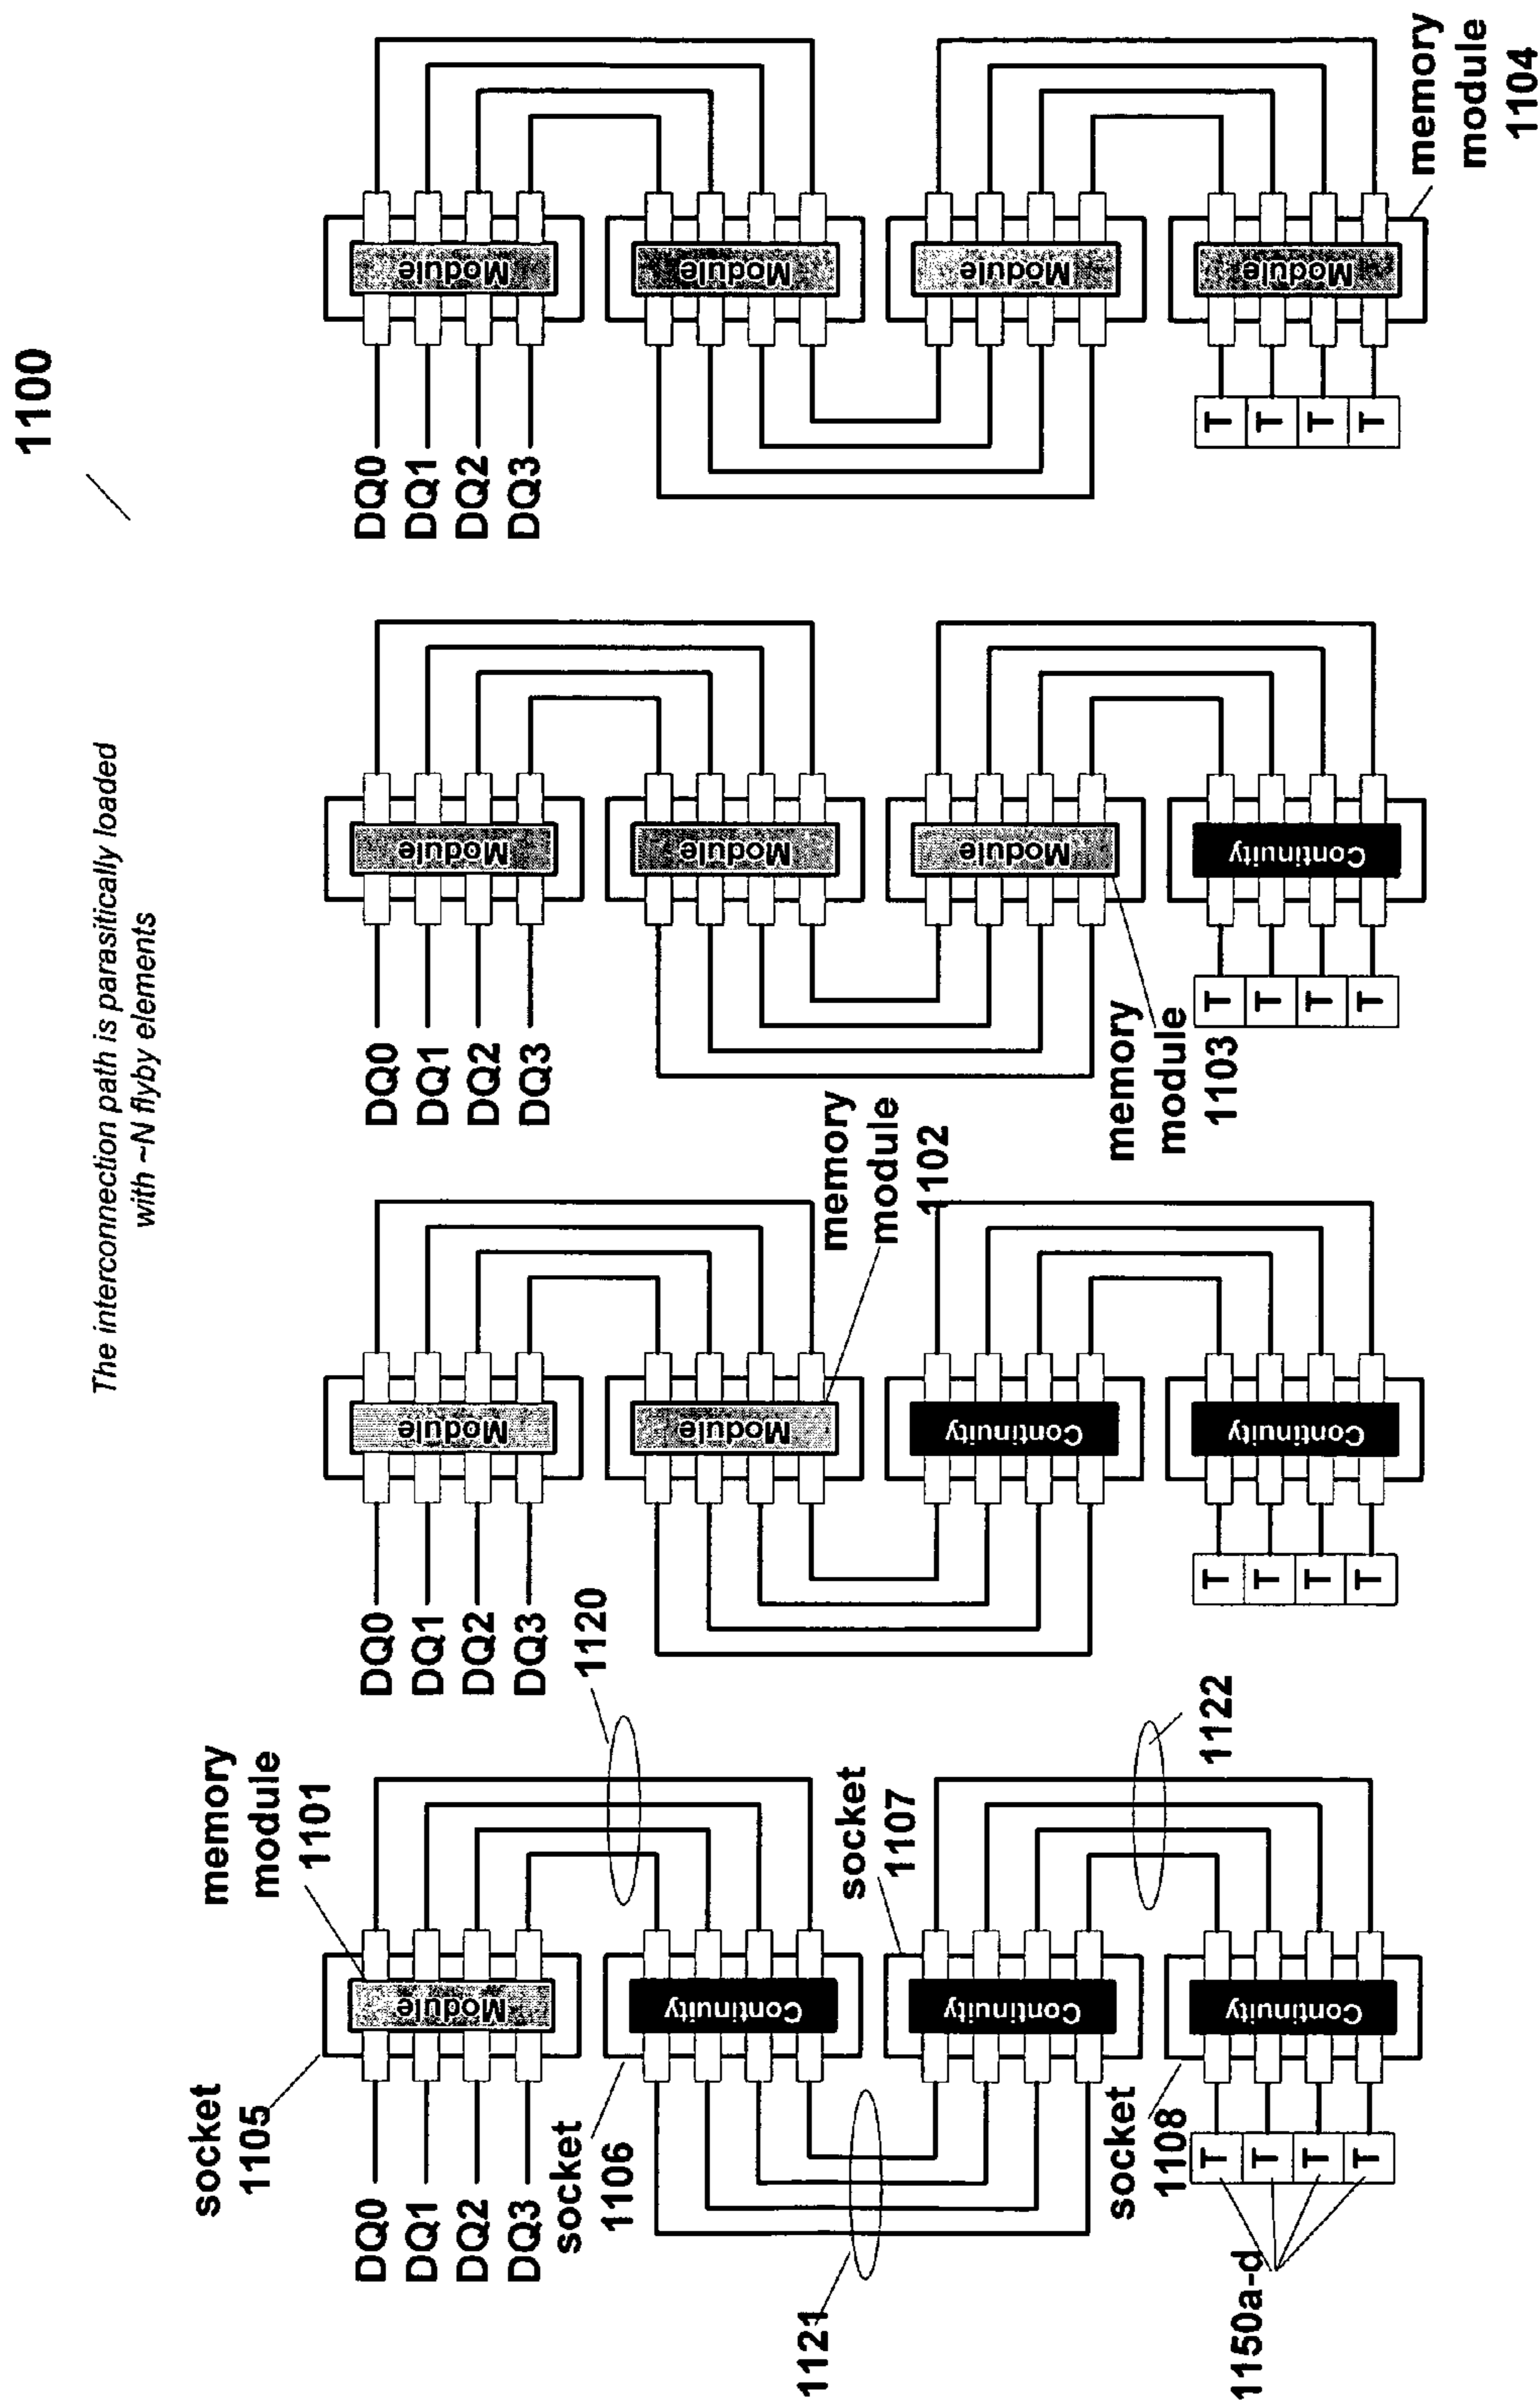 1100
The interconnection path is parasitically loaded
with ~N flyby elements
socket
1105
memory
module
1101
DQ0
DQ1
DQ2
DQ3
Module
socket
1106
1120
Continuity
1121
socket
1107
Continuity
socket
1108
1122
T
T
T
T
Continuity
1150a-d
DQ0
DQ1
DQ2
DQ3
Module
Module
memory
module
1102
Continuity
T
T
T
T
Continuity
DQ0
DQ1
DQ2
DQ3
Module
Module
Module
memory
module
1103
T
T
T
T
Continuity
DQ0
DQ1
DQ2
DQ3
Module
Module
Module
T
T
T
T
Module
memory
module
1104